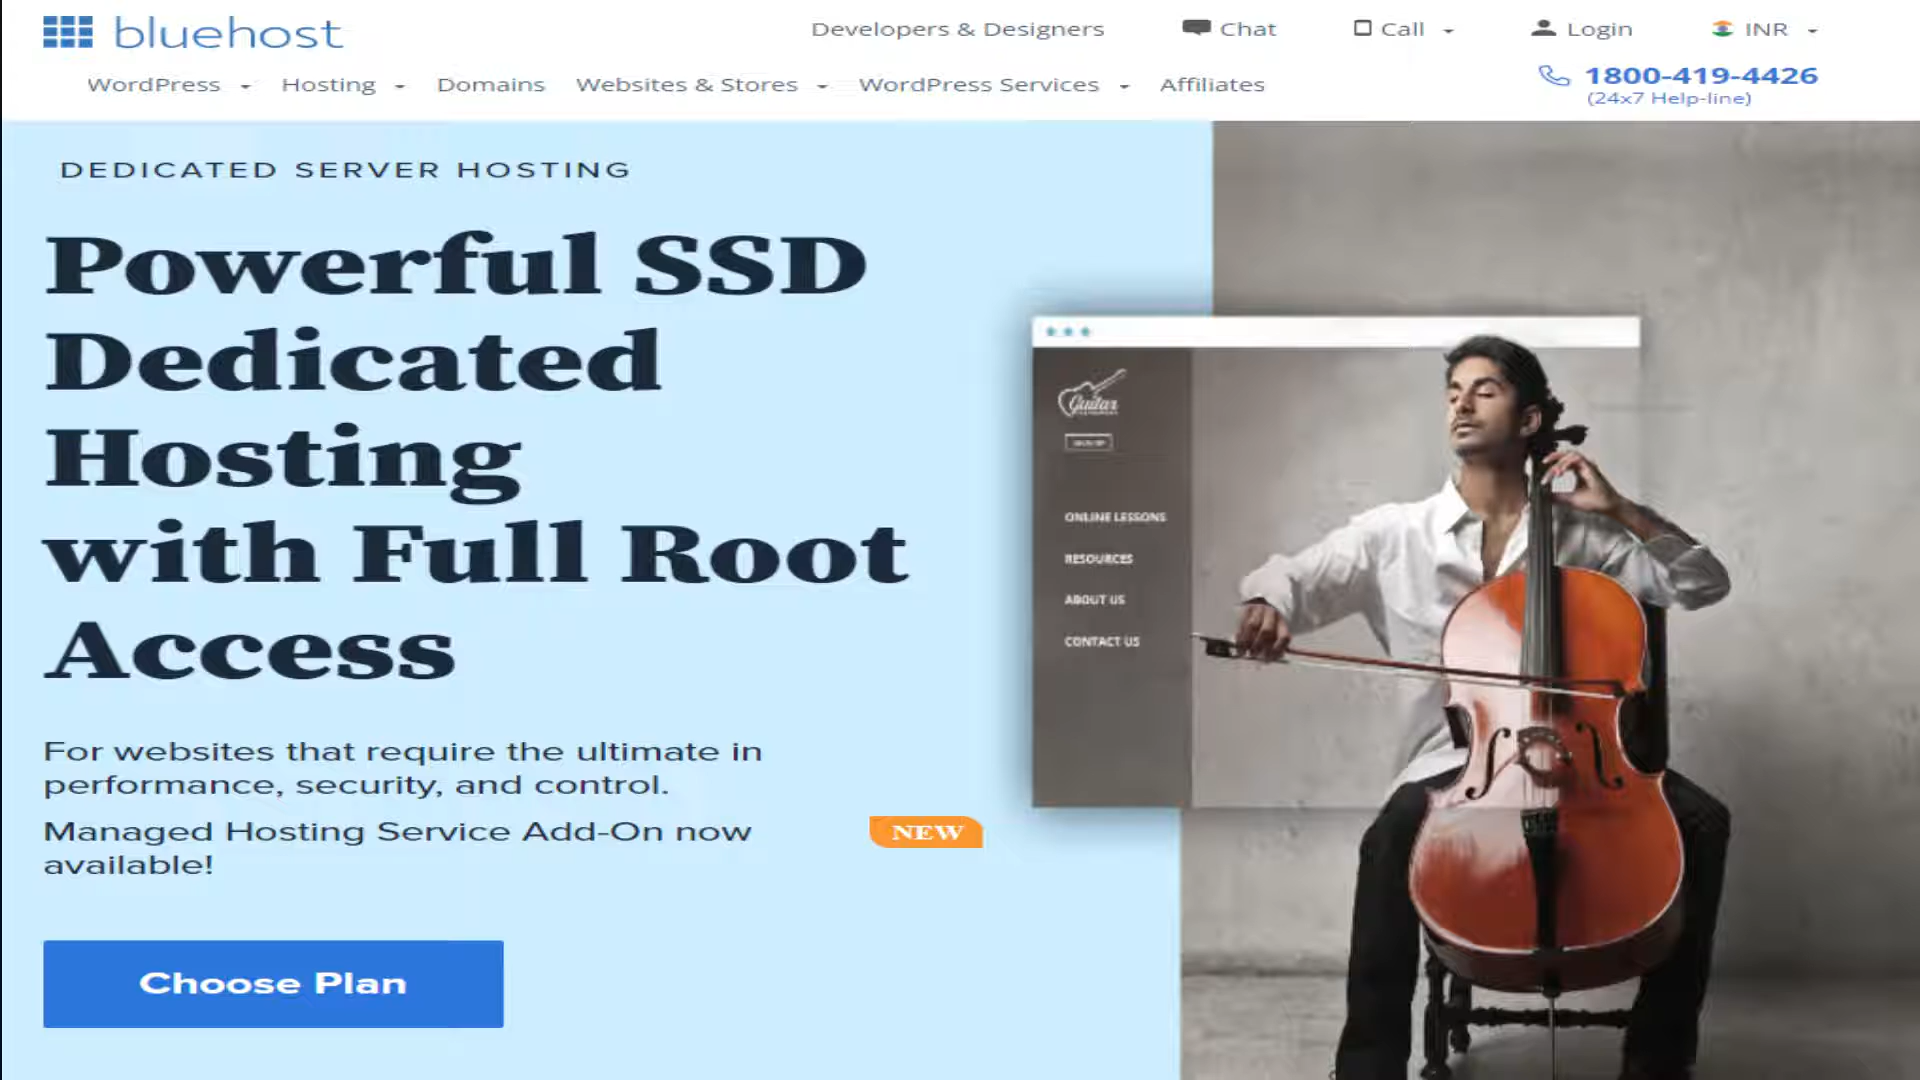 bluehost
Developers & Designers
Chat
Call
Login
INR
WordPress
Hosting
Domains
Websites & Stores
WordPress Services
Affiliates
1800-419-4426
(24x7 Help-line)
DEDICATED SERVER HOSTING
Powerful SSD
Dedicated
Hosting
with Full Root
Access
For websites that require the ultimate in
performance, security, and control.
Managed Hosting Service Add-On now
available!
NEW
Choose Plan
Guitar
SIGN UP
ONLINE LESSONS
RESOURCES
ABOUT US
CONTACT US